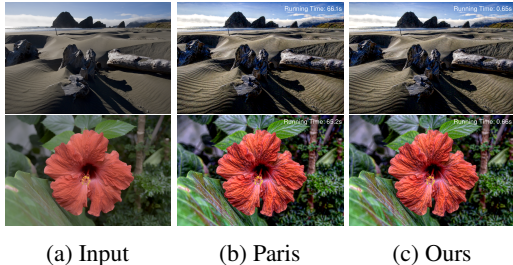 Running Time: 66.1s
Running Time: 0.65s
Running Time: 65.2s
Running Time: 0.66s
(a) Input
(b) Paris
(c) Ours